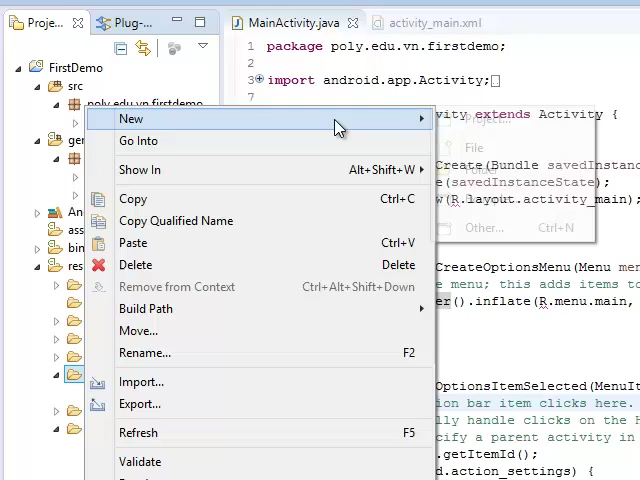 Proje...
Plug-...
MainActivity.java
activity_main.xml
FirstDemo
src
poly.edu.vn.firstdemo
ger
An
ass
bin
res
New
Go Into
Show In Alt+Shift+W
Copy Ctrl+C
Copy Qualified Name
Paste Ctrl+V
Delete Delete
Remove from Context Ctrl+Alt+Shift+Down
Build Path
Move...
Rename... F2
Import...
Export...
Refresh F5
Validate
Project...
File
Folder
Other... Ctrl+N
1 package poly.edu.vn.firstdemo;
2
3 import android.app.Activity;
7
vity extends Activity {
Create(Bundle savedInstanc
e(savedInstanceState);
w(R.layout.activity_main);
CreateOptionsMenu(Menu men
e menu; this adds items to
er().inflate(R.menu.main,
OptionsItemSelected(MenuIt
ion bar item clicks here.
lly handle clicks on the H
cify a parent activity in
.getItemId();
d.action_settings) {